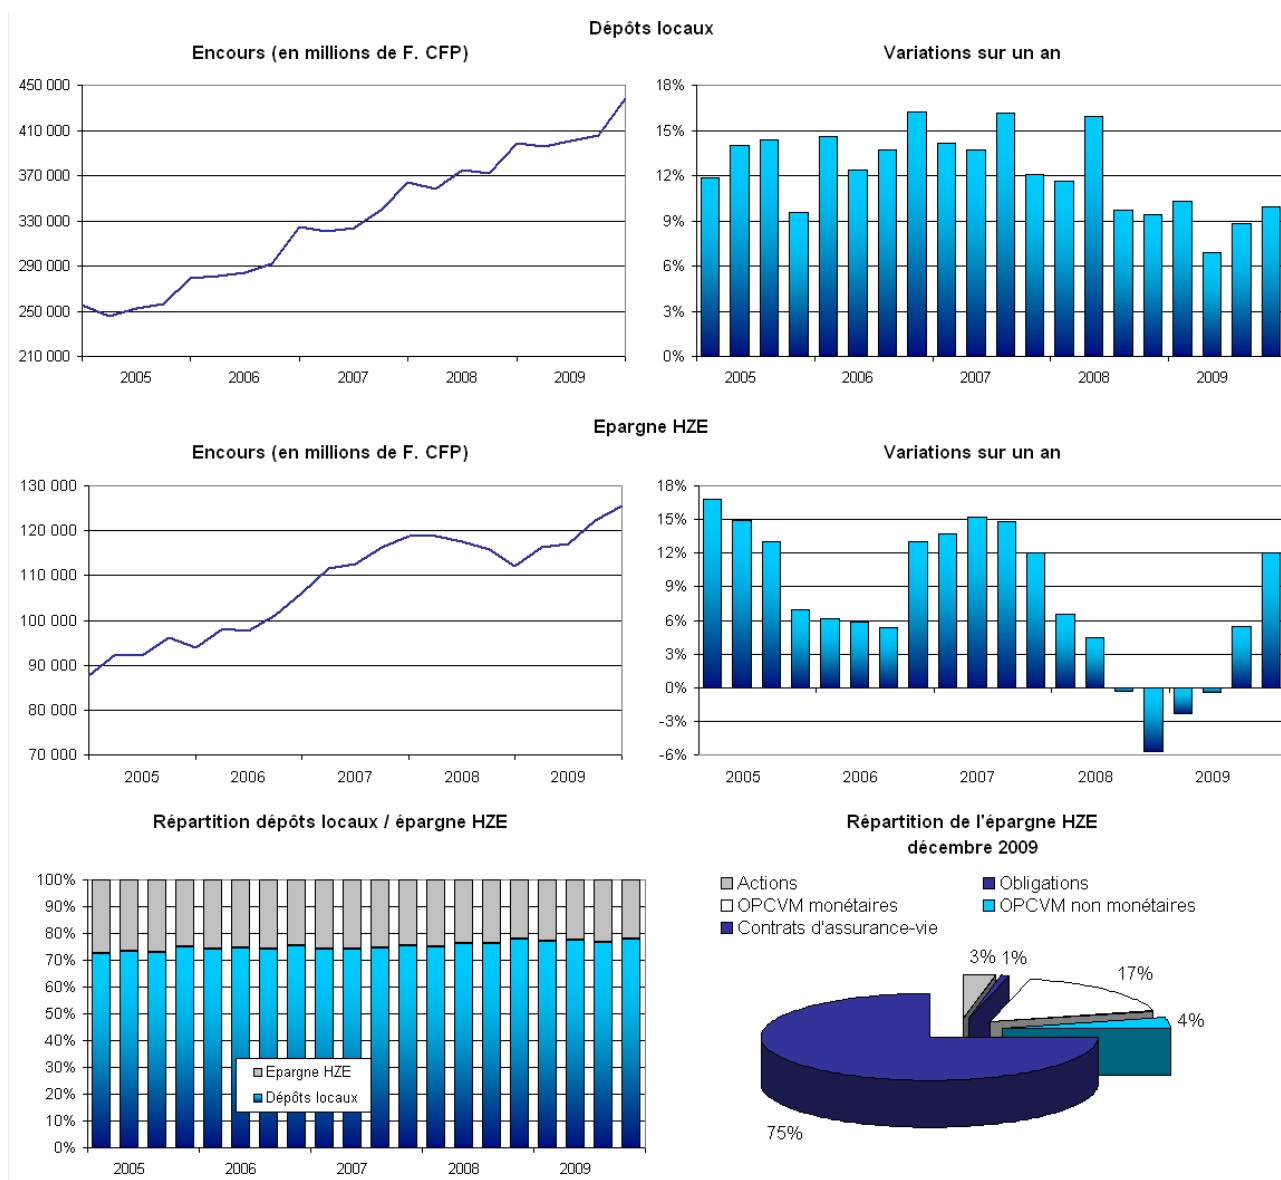 Dépôts locaux
Encours (en millions de F. CFP)
450 000
410 000
370 000
330 000
290 000
250 000
210 000
2005 2006 2007 2008 2009
Variations sur un an
18%
15%
12%
9%
6%
3%
0%
2005 2006 2007 2008 2009
Epargne HZE
Encours (en millions de F. CFP)
130 000
120 000
110 000
100 000
90 000
80 000
70 000
2005 2006 2007 2008 2009
Variations sur un an
18%
15%
12%
9%
6%
3%
0%
-3%
-6%
2005 2006 2007 2008 2009
Répartition dépôts locaux / épargne HZE
100%
90%
80%
70%
60%
50%
40%
30%
20%
10%
0%
Epargne HZE
Dépôts locaux
2005 2006 2007 2008 2009
Répartition de l'épargne HZE
décembre 2009
Actions
Obligations
OPCVM monétaires
OPCVM non monétaires
Contrats d'assurance-vie
3%
1%
17%
4%
75%